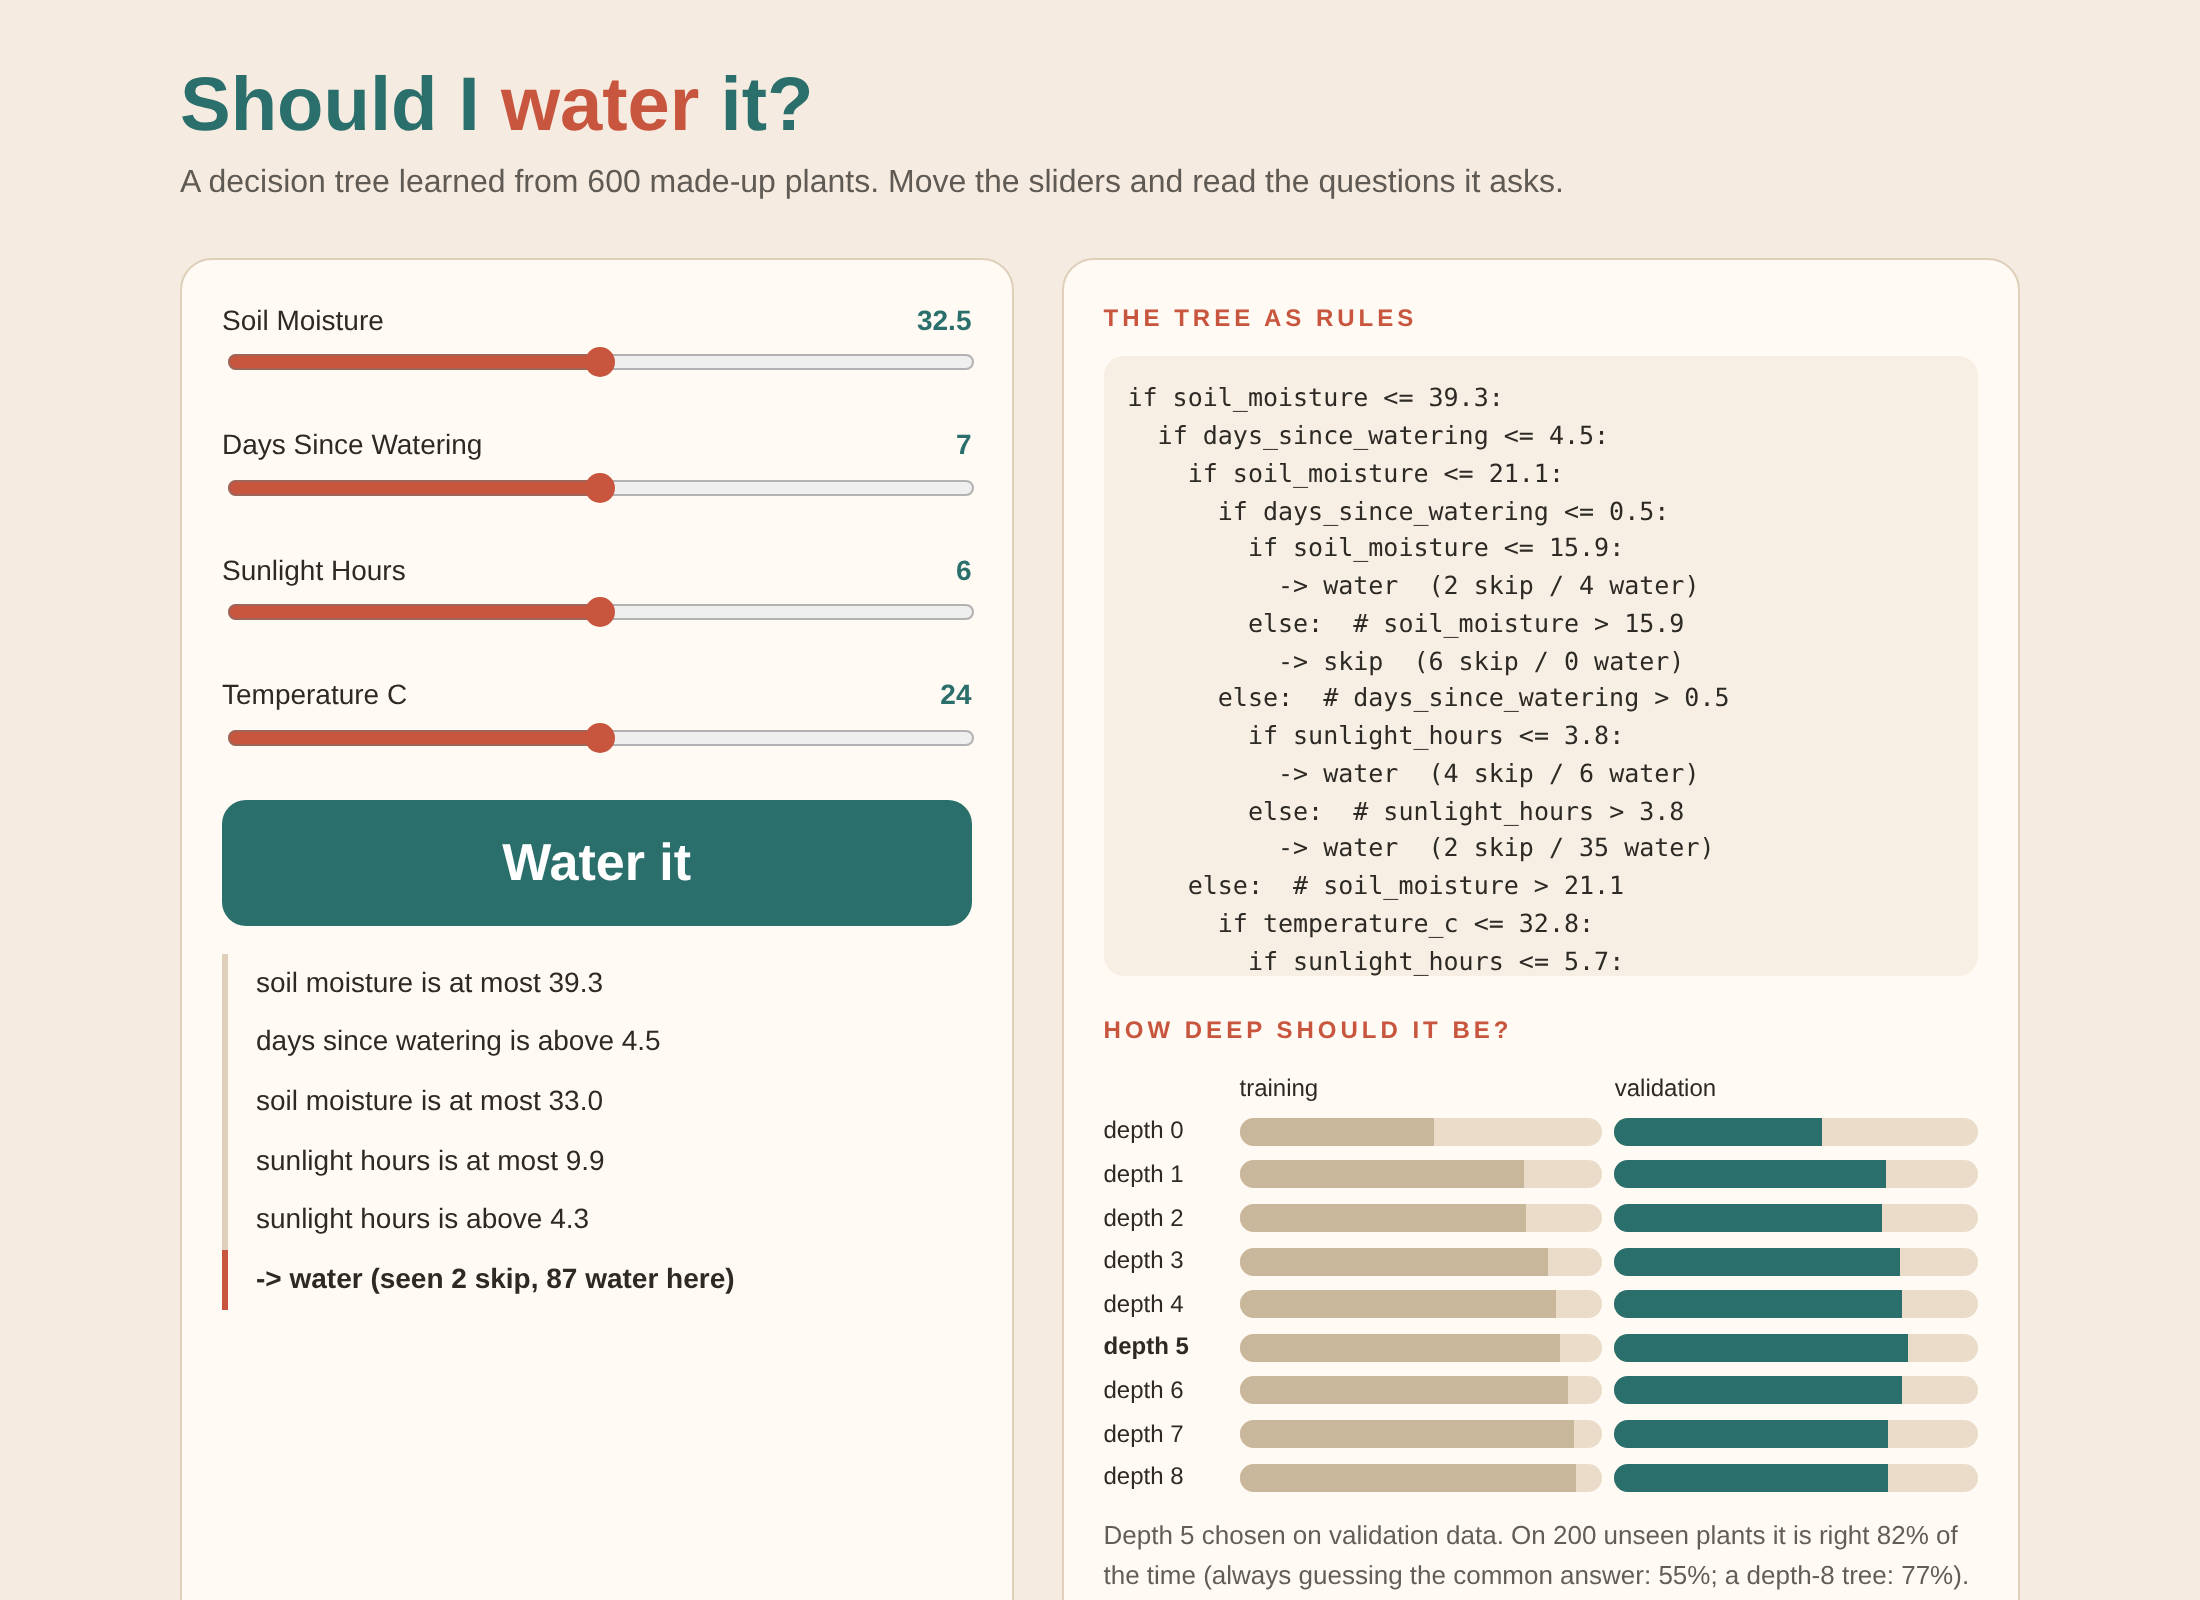 Should I water it?
A decision tree learned from 600 made-up plants. Move the sliders and read the questions it asks.
Soil Moisture 32.5
Days Since Watering 7
Sunlight Hours 6
Temperature C 24
Water it
soil moisture is at most 39.3
days since watering is above 4.5
soil moisture is at most 33.0
sunlight hours is at most 9.9
sunlight hours is above 4.3
-> water (seen 2 skip, 87 water here)
THE TREE AS RULES
if soil_moisture <= 39.3:
  if days_since_watering <= 4.5:
    if soil_moisture <= 21.1:
      if days_since_watering <= 0.5:
        if soil_moisture <= 15.9:
          -> water  (2 skip / 4 water)
        else:  # soil_moisture > 15.9
          -> skip  (6 skip / 0 water)
      else:  # days_since_watering > 0.5
        if sunlight_hours <= 3.8:
          -> water  (4 skip / 6 water)
        else:  # sunlight_hours > 3.8
          -> water  (2 skip / 35 water)
    else:  # soil_moisture > 21.1
      if temperature_c <= 32.8:
        if sunlight_hours <= 5.7:
HOW DEEP SHOULD IT BE?
training validation
depth 0
depth 1
depth 2
depth 3
depth 4
depth 5
depth 6
depth 7
depth 8
Depth 5 chosen on validation data. On 200 unseen plants it is right 82% of
the time (always guessing the common answer: 55%; a depth-8 tree: 77%).